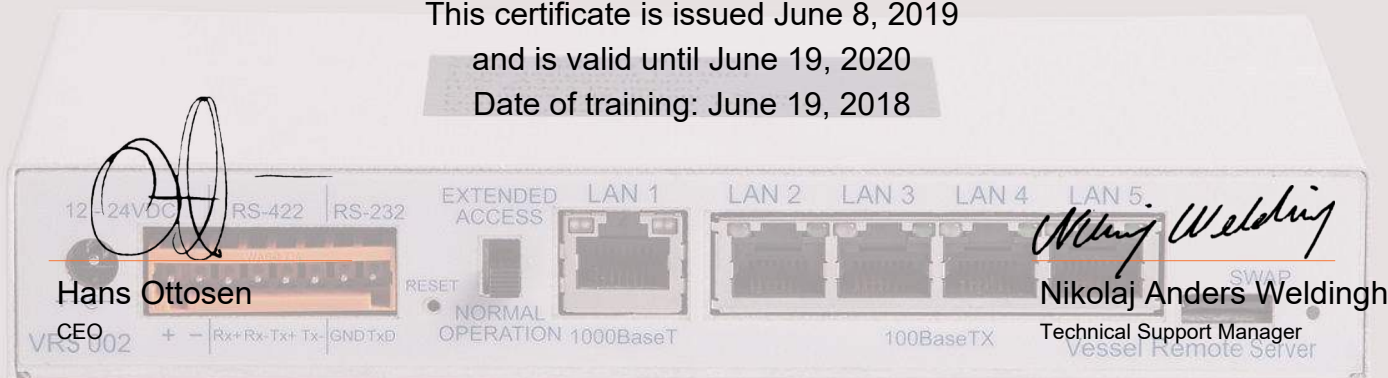 This certificate is issued June 8, 2019
and is valid until June 19, 2020
Date of training: June 19, 2018
12 - 24VDC RS-422 RS-232
EXTENDED
ACCESS
LAN 1 LAN 2 LAN 3 LAN 4 LAN 5
RESET
NORMAL
OPERATION
SWAP
Hans Ottosen
CEO
Nikolaj Anders Weldingh
Technical Support Manager
VRS 002
+ - Rx+ Rx- Tx+ Tx- GND TxD
1000BaseT
100BaseTX
Vessel Remote Server